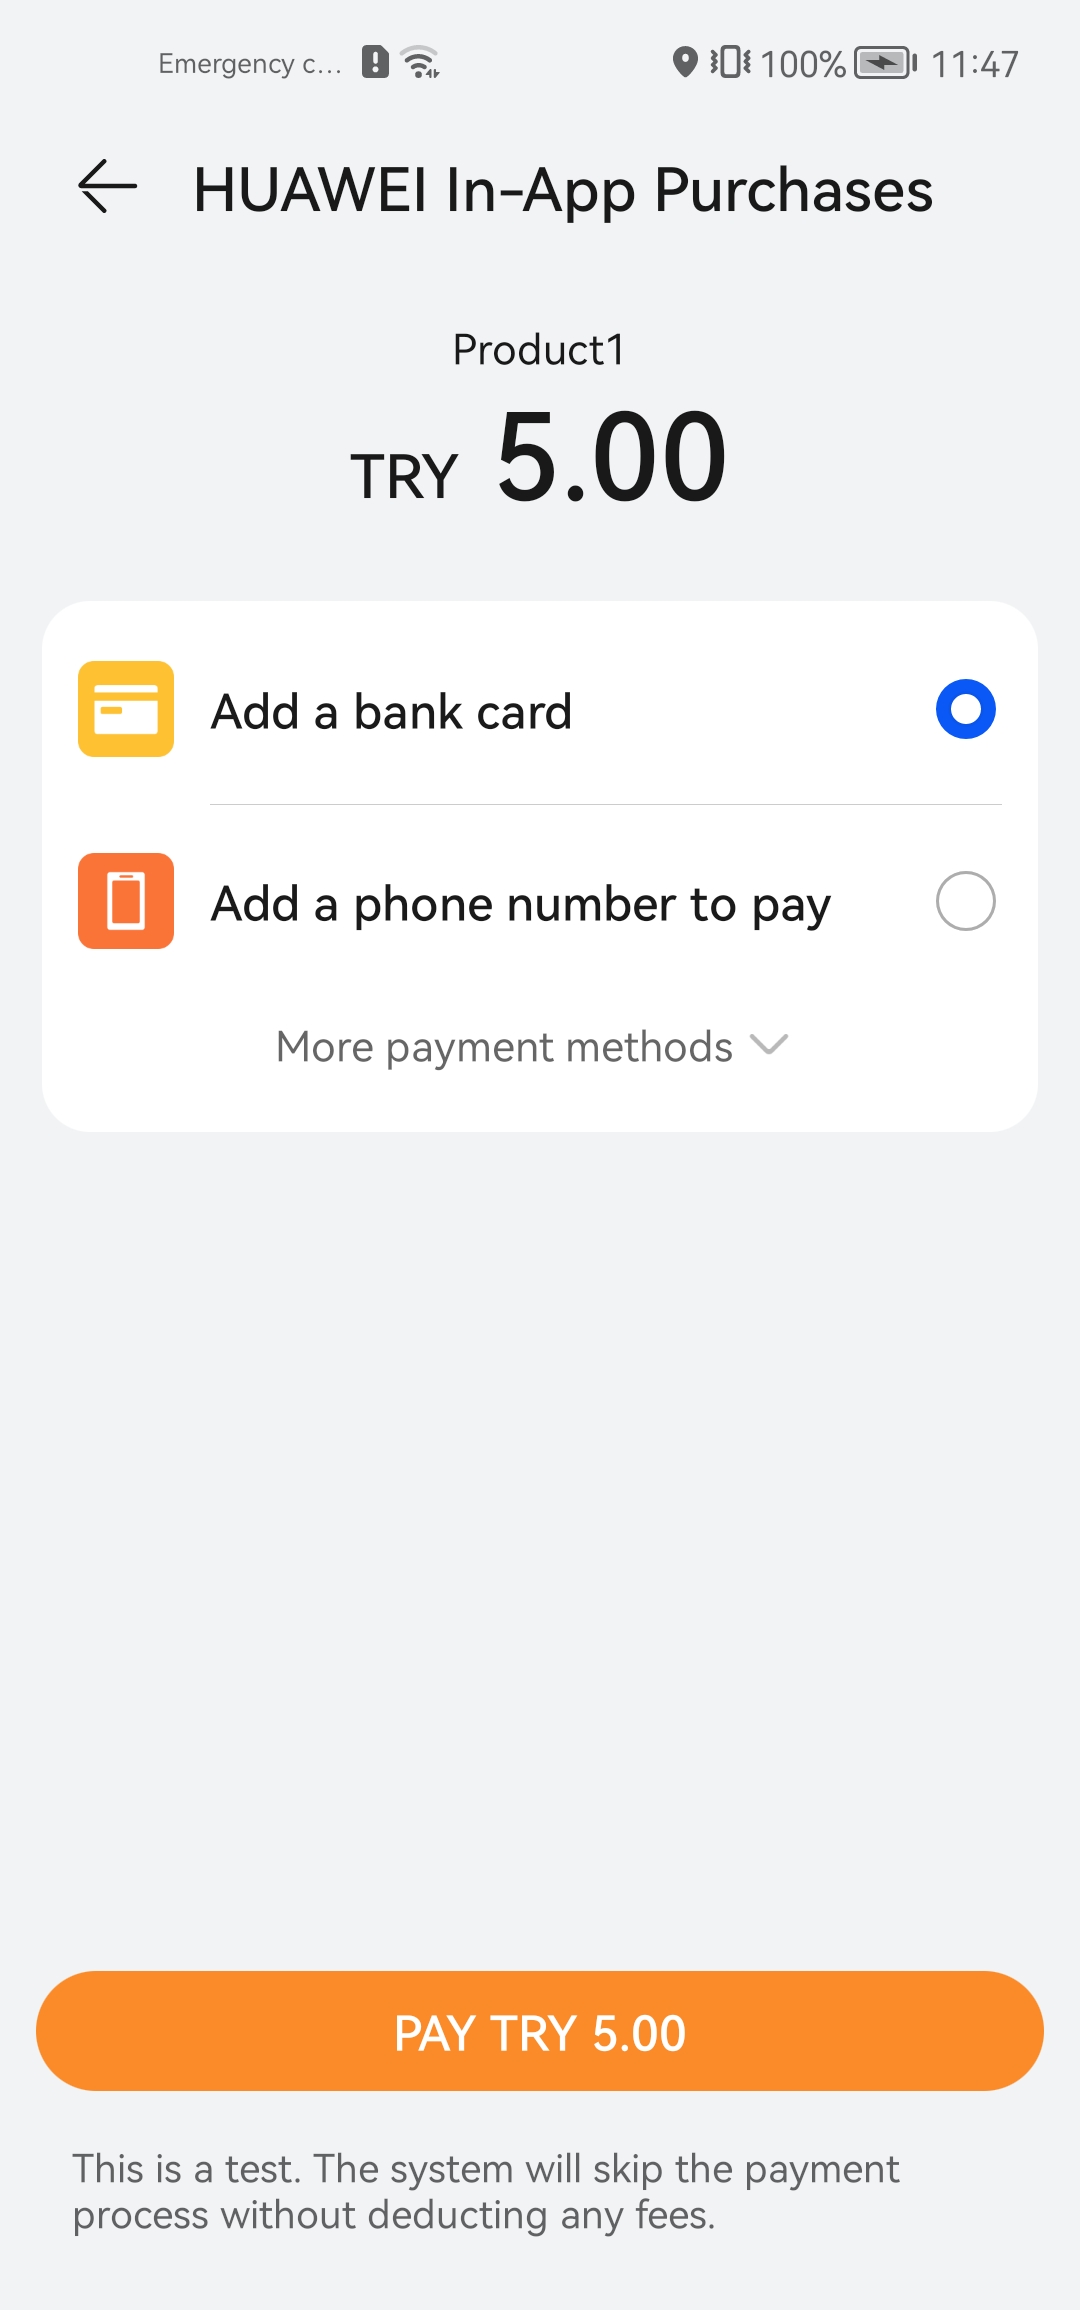 Emergency c... 100% 11:47
HUAWEI In-App Purchases
Product1
TRY 5.00
Add a bank card
Add a phone number to pay
More payment methods
PAY TRY 5.00
This is a test. The system will skip the payment
process without deducting any fees.